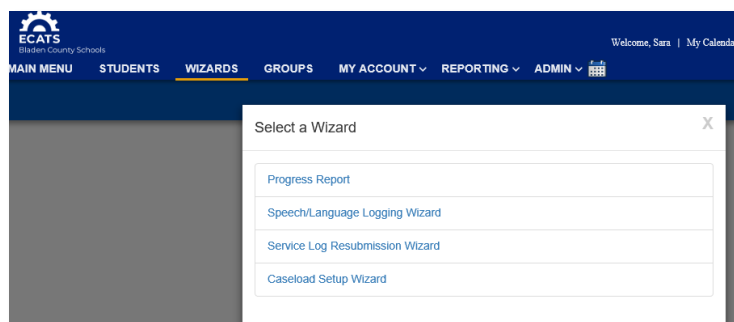 ECATS
Bladen County Schools
Welcome, Sara | My Calenda
MAIN MENU STUDENTS WIZARDS GROUPS MY ACCOUNT REPORTING ADMIN
Select a Wizard X
Progress Report
Speech/Language Logging Wizard
Service Log Resubmission Wizard
Caseload Setup Wizard